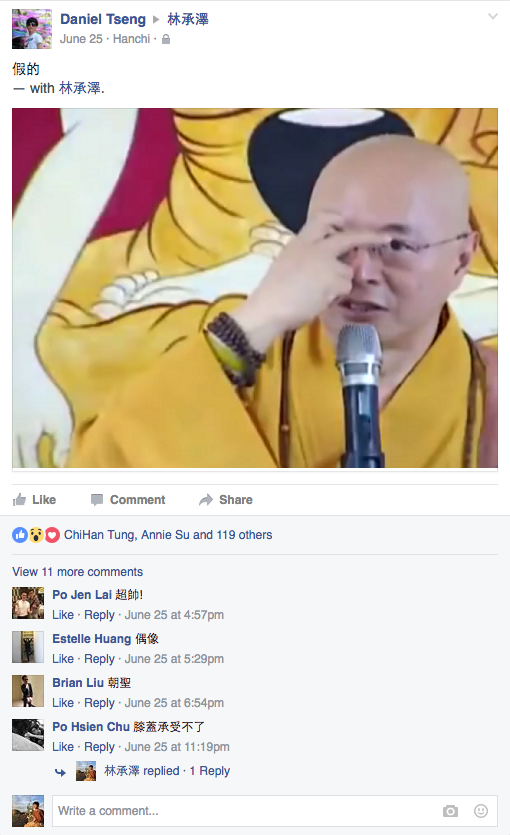 Daniel Tseng ▸ 林承澤
June 25 · Hanchi ·
假的
— with 林承澤.
Like Comment Share
ChiHan Tung, Annie Su and 119 others
View 11 more comments
Po Jen Lai 超帥!
Like · Reply · June 25 at 4:57pm
Estelle Huang 偶像
Like · Reply · June 25 at 5:29pm
Brian Liu 朝聖
Like · Reply · June 25 at 6:54pm
Po Hsien Chu 膝蓋承受不了
Like · Reply · June 25 at 11:19pm
林承澤 replied · 1 Reply
Write a comment...